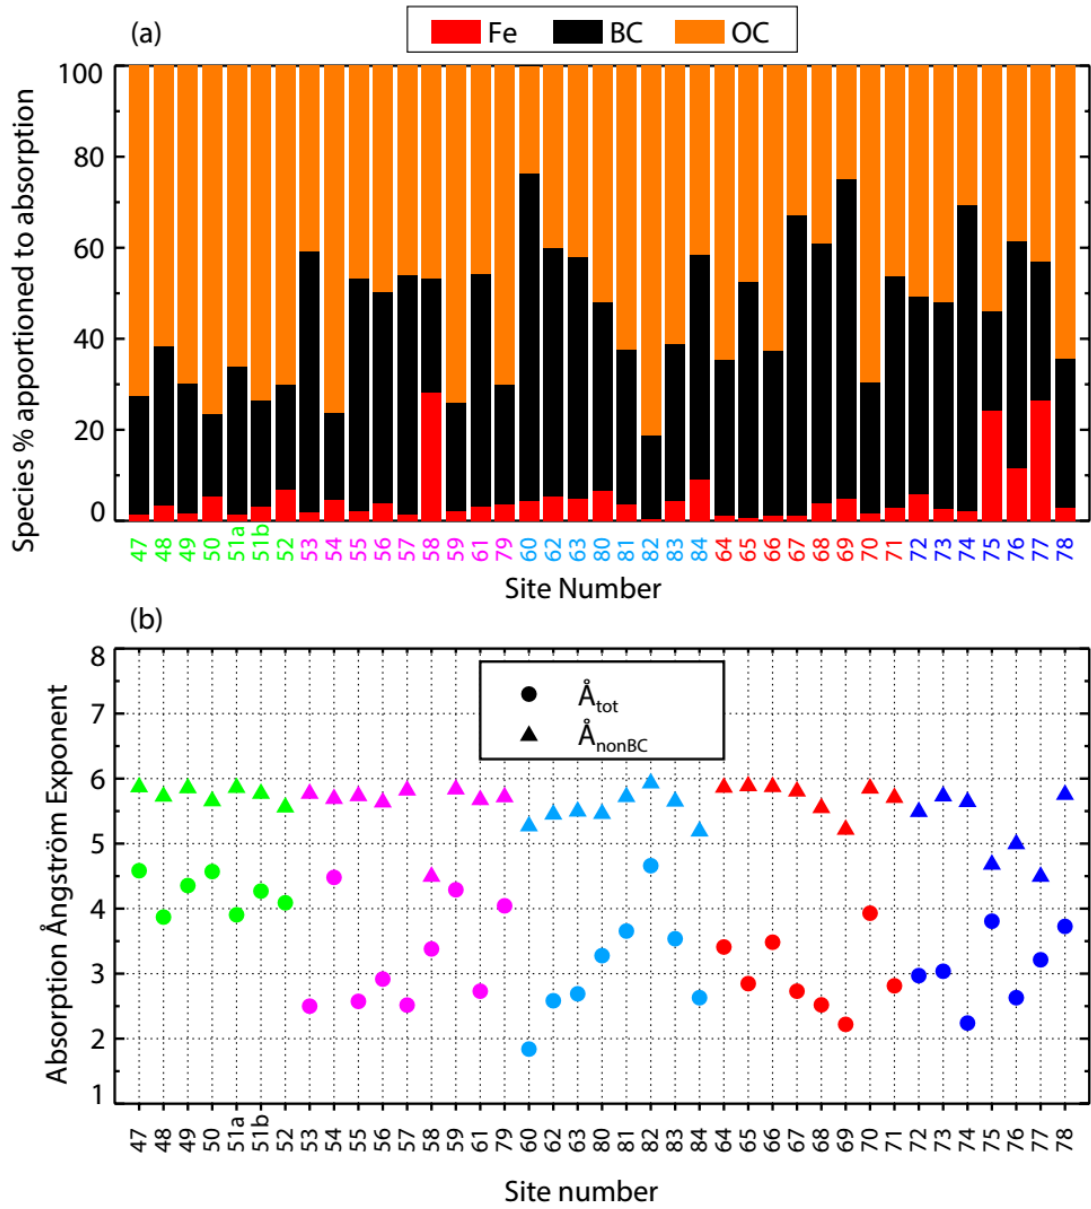 (a)
Fe BC OC
Species % apportioned to absorption
100
80
60
40
20
0
47 48 49 50 51a 51b 52 53 54 55 56 57 58 59 61 79 60 62 63 80 81 82 83 84 64 65 66 67 68 69 70 71 72 73 74 75 76 77 78
Site Number
(b)
Absorption Ångström Exponent
8
7
6
5
4
3
2
1
Åtot
ÅnonBC
47 48 49 50 51a 51b 52 53 54 55 56 57 58 59 61 79 60 62 63 80 81 82 83 84 64 65 66 67 68 69 70 71 72 73 74 75 76 77 78
Site number